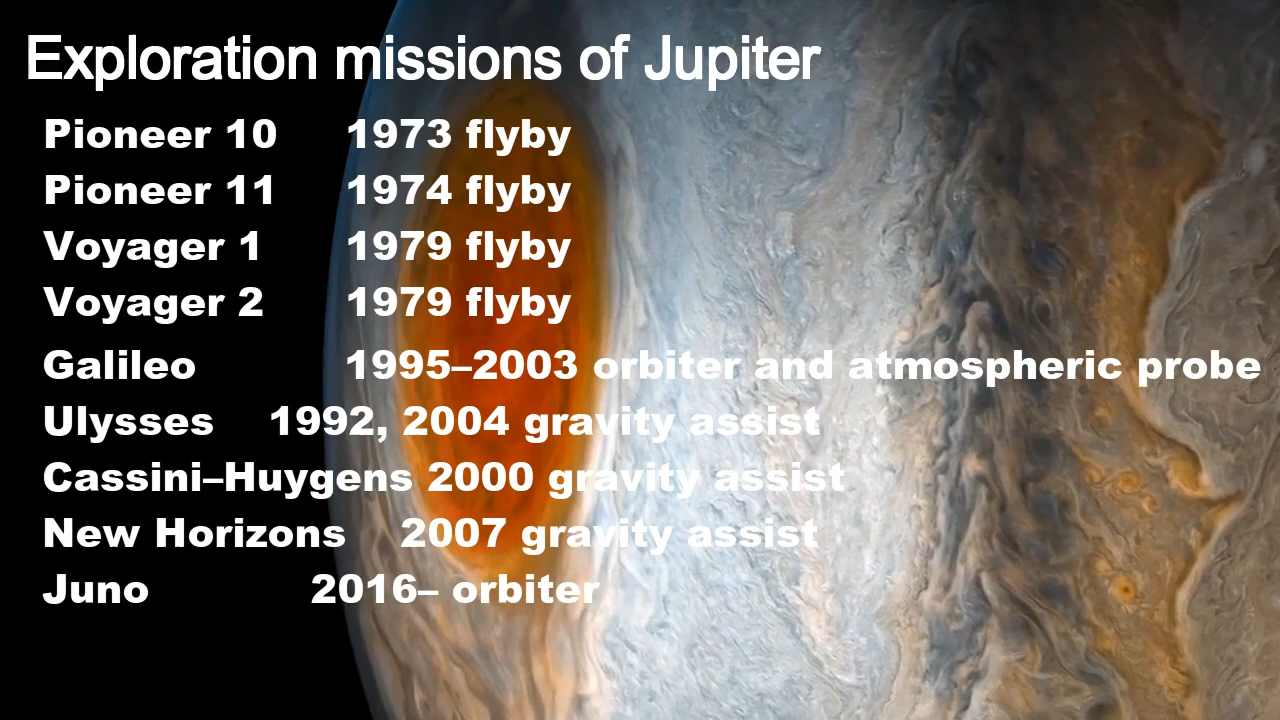 Exploration missions of Jupiter
Pioneer 10 1973 flyby
Pioneer 11 1974 flyby
Voyager 1 1979 flyby
Voyager 2 1979 flyby
Galileo 1995–2003 orbiter and atmospheric probe
Ulysses 1992, 2004 gravity assist
Cassini–Huygens 2000 gravity assist
New Horizons 2007 gravity assist
Juno 2016– orbiter